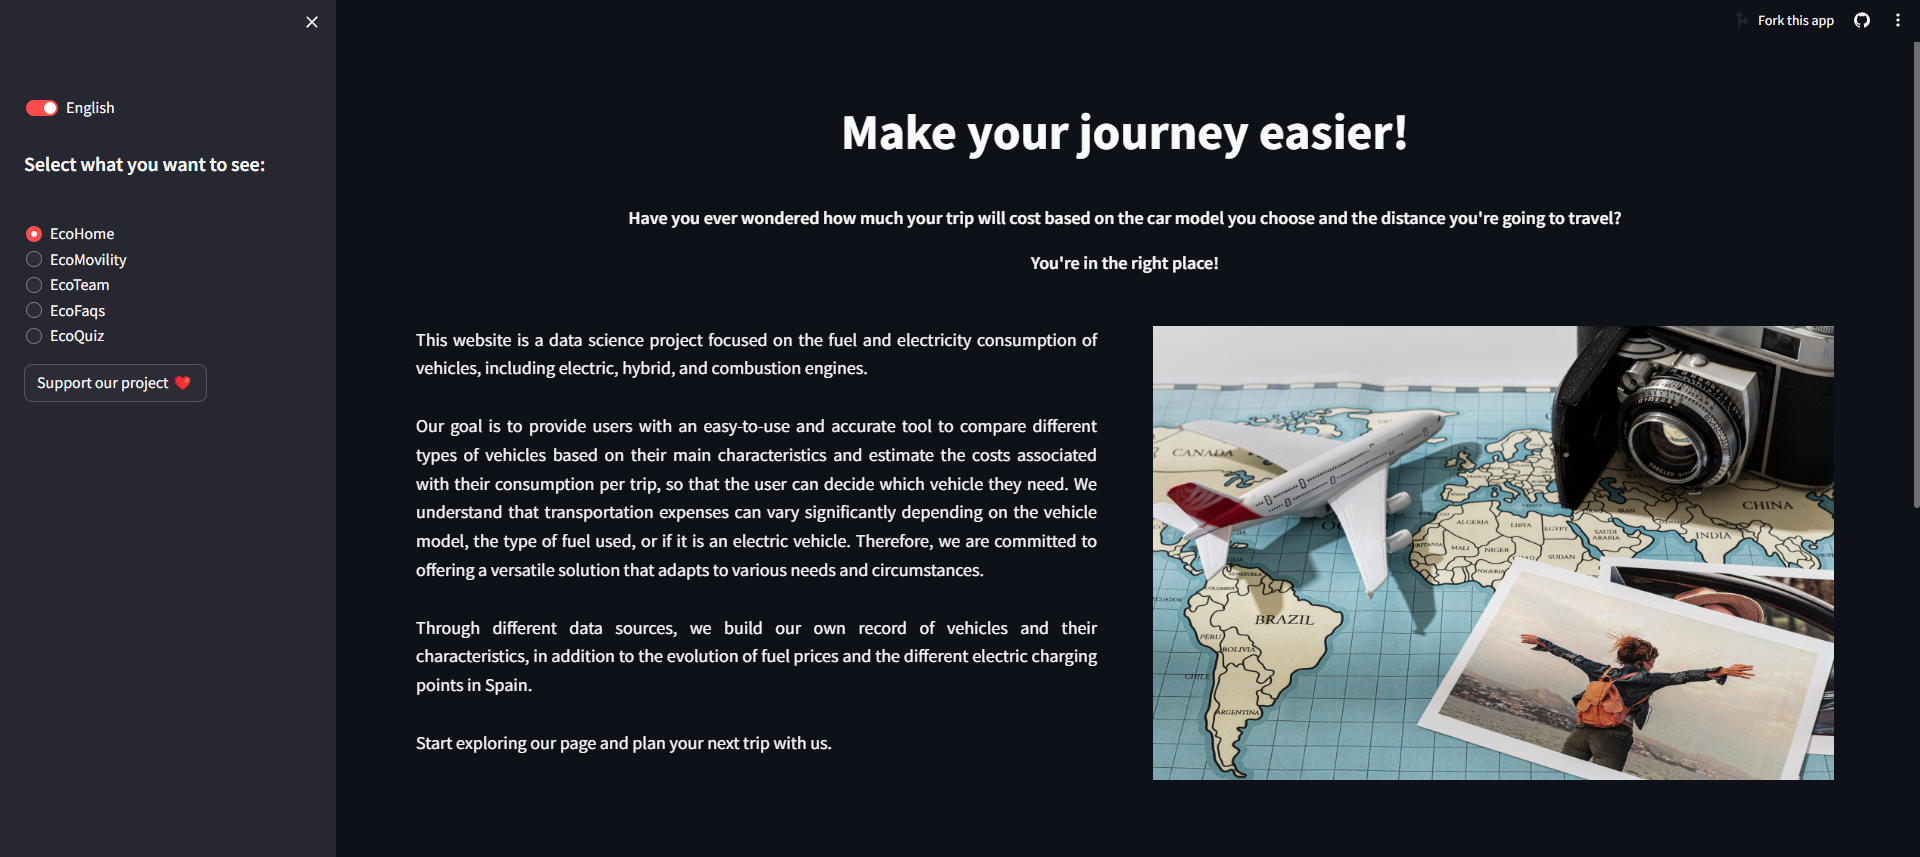 Fork this app
English
Select what you want to see:
EcoHome
EcoMovility
EcoTeam
EcoFaqs
EcoQuiz
Support our project ❤️
Make your journey easier!
Have you ever wondered how much your trip will cost based on the car model you choose and the distance you're going to travel?
You're in the right place!
This website is a data science project focused on the fuel and electricity consumption of
vehicles, including electric, hybrid, and combustion engines.
Our goal is to provide users with an easy-to-use and accurate tool to compare different
types of vehicles based on their main characteristics and estimate the costs associated
with their consumption per trip, so that the user can decide which vehicle they need. We
understand that transportation expenses can vary significantly depending on the vehicle
model, the type of fuel used, or if it is an electric vehicle. Therefore, we are committed to
offering a versatile solution that adapts to various needs and circumstances.
Through different data sources, we build our own record of vehicles and their
characteristics, in addition to the evolution of fuel prices and the different electric charging
points in Spain.
Start exploring our page and plan your next trip with us.
CANADA
SPAIN
CHINA
ALGERIA
LIBYA
EGYPT
SAUDI
ARABIA
IRAN
INDIA
MALI
NIGER
SUDAN
NIGERIA
VENEZUELA
COLOMBIA
BRAZIL
PERU
BOLIVIA
CHILE
ARGENTINA